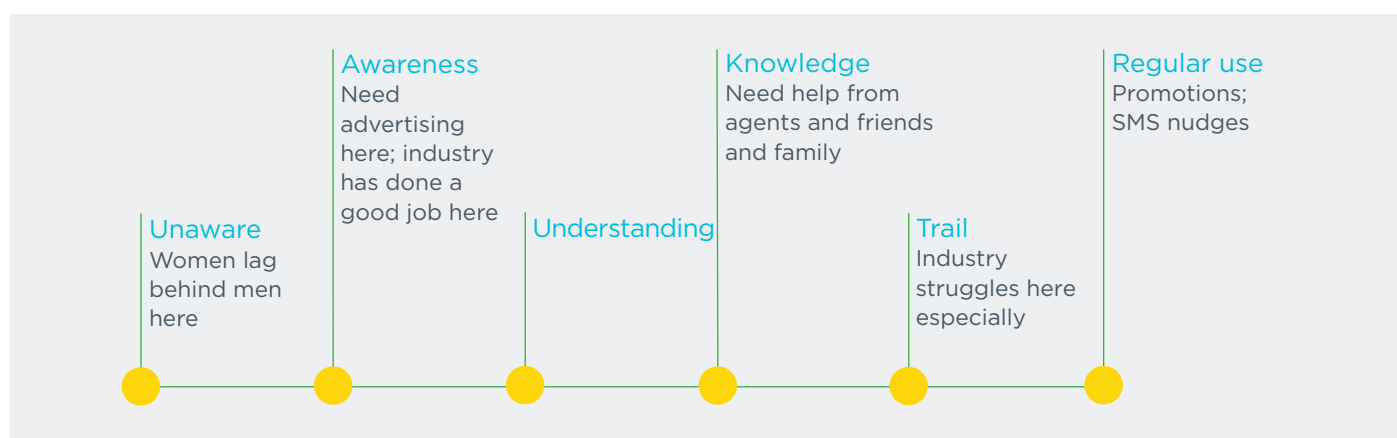 Unaware
Women lag
behind men
here
Awareness
Need
advertising
here; industry
has done a
good job here
Understanding
Knowledge
Need help from
agents and friends
and family
Trail
Industry
struggles here
especially
Regular use
Promotions;
SMS nudges